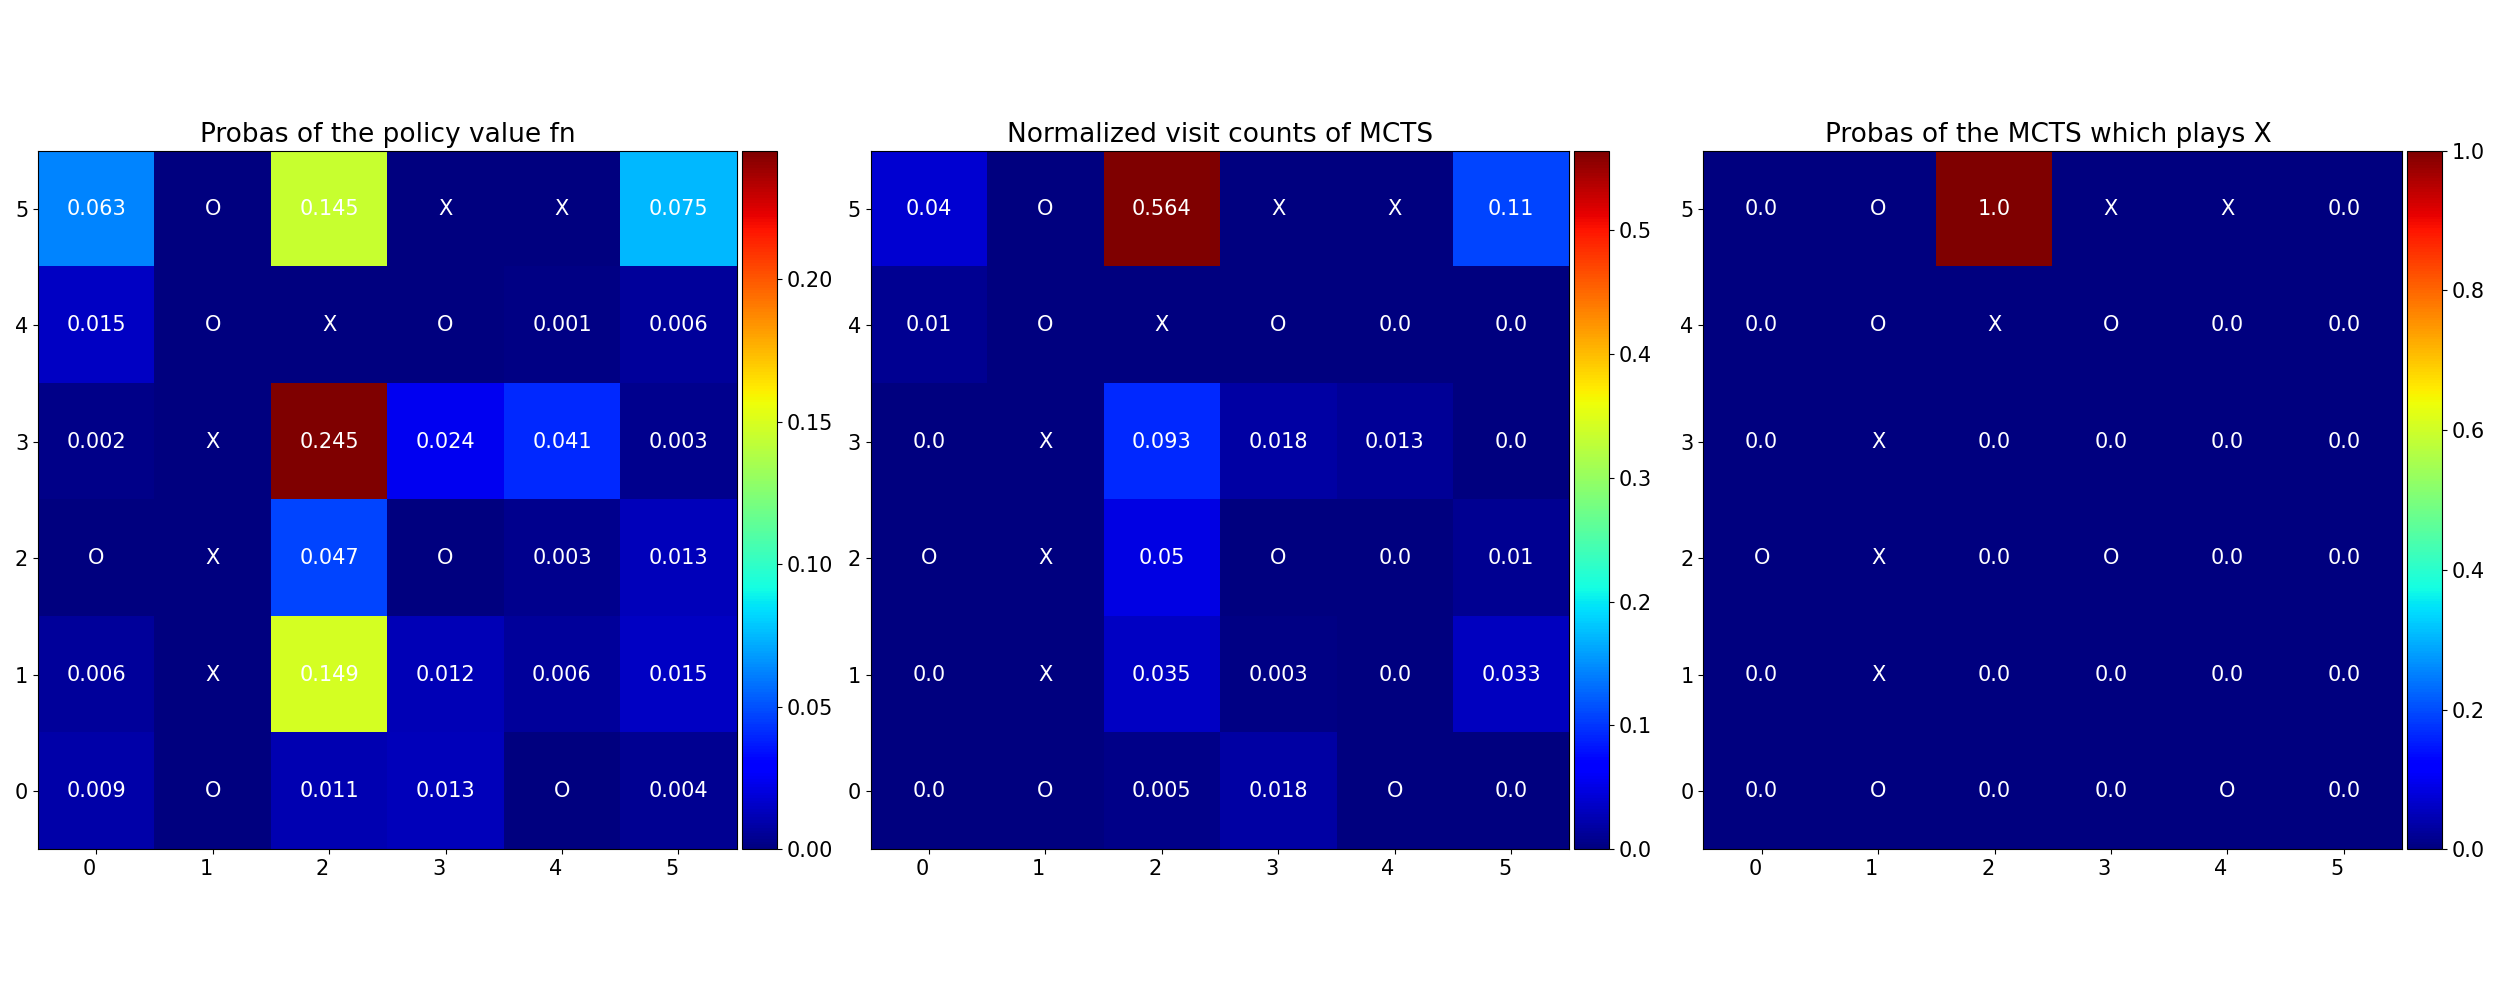 Probas of the policy value fn
5 0.063 O 0.145 X X 0.075
4 0.015 O X O 0.001 0.006
3 0.002 X 0.245 0.024 0.041 0.003
2 O X 0.047 O 0.003 0.013
1 0.006 X 0.149 0.012 0.006 0.015
0 0.009 O 0.011 0.013 O 0.004
0 1 2 3 4 5
0.20
0.15
0.10
0.05
0.00
Normalized visit counts of MCTS
5 0.04 O 0.564 X X 0.11
4 0.01 O X O 0.0 0.0
3 0.0 X 0.093 0.018 0.013 0.0
2 O X 0.05 O 0.0 0.01
1 0.0 X 0.035 0.003 0.0 0.033
0 0.0 O 0.005 0.018 O 0.0
0 1 2 3 4 5
0.5
0.4
0.3
0.2
0.1
0.0
Probas of the MCTS which plays X
5 0.0 O 1.0 X X 0.0
4 0.0 O X O 0.0 0.0
3 0.0 X 0.0 0.0 0.0 0.0
2 O X 0.0 O 0.0 0.0
1 0.0 X 0.0 0.0 0.0 0.0
0 0.0 O 0.0 0.0 O 0.0
0 1 2 3 4 5
1.0
0.8
0.6
0.4
0.2
0.0